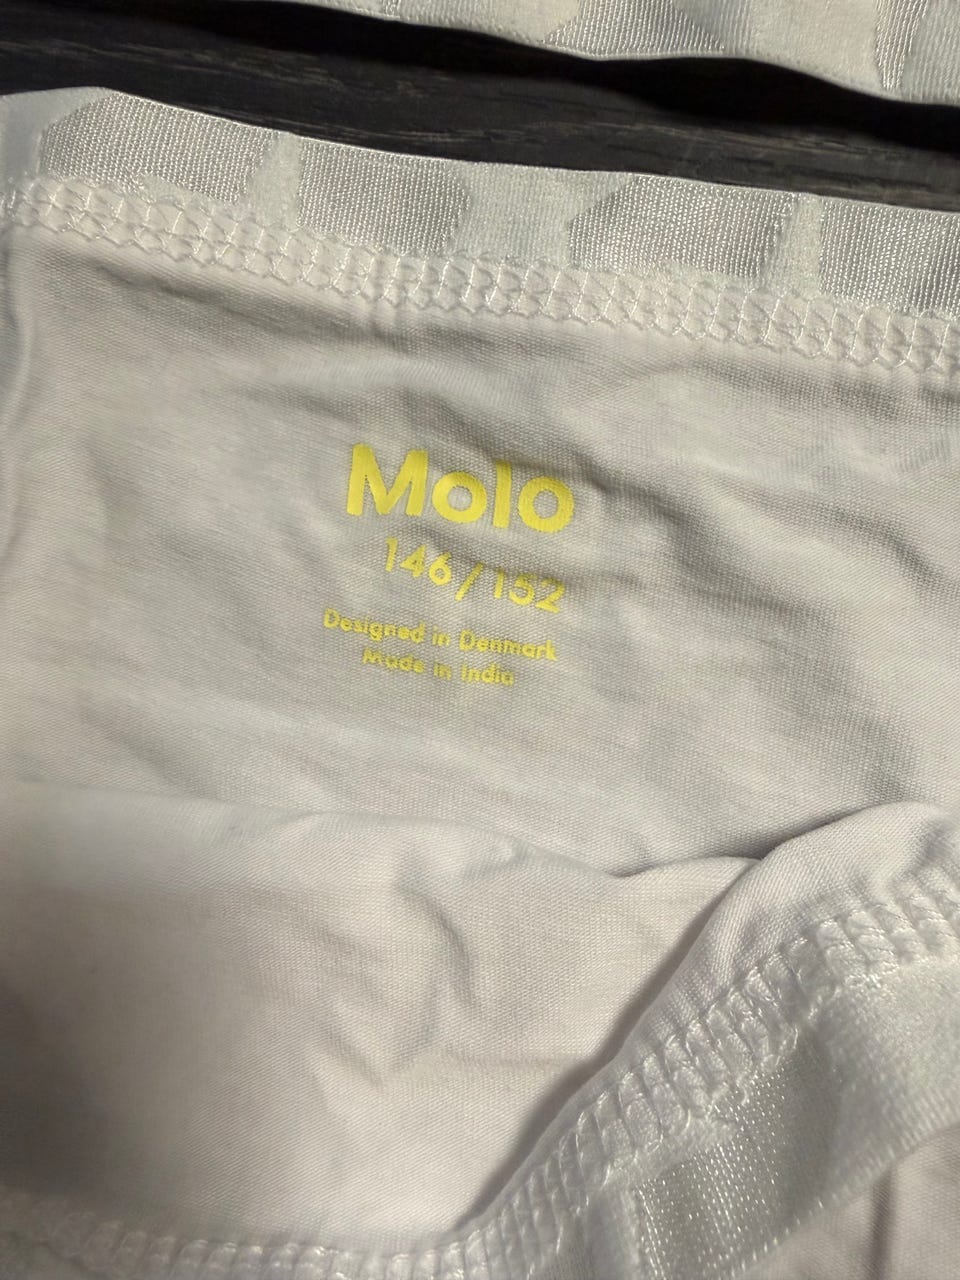 Molo
146/152
Designed in Denmark
Made in India